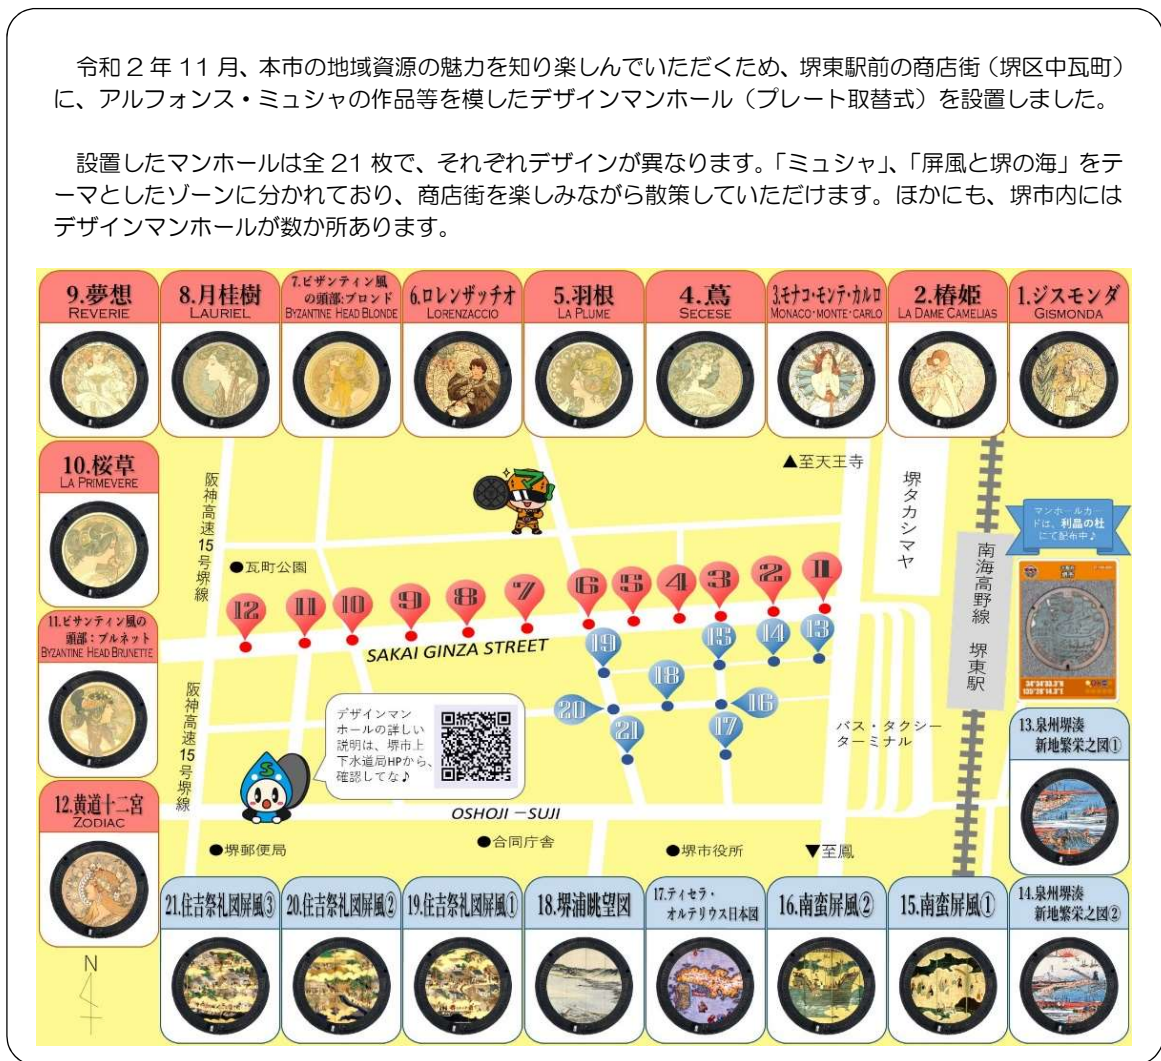 令和2年11月、本市の地域資源の魅力を知り楽しんでいただくため、堺東駅前の商店街（堺区中瓦町）
に、アルフォンス・ミュシャの作品等を模したデザインマンホール（プレート取替式）を設置しました。
設置したマンホールは全21枚で、それぞれデザインが異なります。「ミュシャ」、「屏風と堺の海」をテ
ーマとしたゾーンに分かれており、商店街を楽しみながら散策していただけます。ほかにも、堺市内には
デザインマンホールが数か所あります。
9.夢想
REVERIE
8.月桂樹
LAURIEL
7.ビザンティン風
の頭部:ブロンド
BYZANTINE HEAD BLONDE
6.ロレンザッチオ
LORENZACCIO
5.羽根
LA PLUME
4.蔦
SECESE
3.モナコ・モンテ・カルロ
MONACO・MONTE・CARLO
2.椿姫
LA DAME CAMELIAS
1.ジスモンダ
GISMONDA
10.桜草
LA PRIMEVERE
11.ビザンティン風の
頭部：ブルネット
BYZANTINE HEAD BRUNETTE
12.黄道十二宮
ZODIAC
N
阪神高速15号堺線
阪神高速15号堺線
●瓦町公園
▲至天王寺
堺タカシマヤ
南海高野線 堺東駅
マンホールカー
ドは、利晶の杜
にて配布中♪
34°34'33.3"N
135°28'14.3"E
12
11
10
9
8
7
6
5
4
3
2
1
SAKAI GINZA STREET
19
15
14
13
18
20
16
21
17
デザインマン
ホールの詳しい
説明は、堺市上
下水道局HPから、
確認してな♪
S
バス・タクシー
ターミナル
OSHOJI－SUJI
●堺郵便局
●合同庁舎
●堺市役所
▼至鳳
13.泉州堺湊
新地繁栄之図①
14.泉州堺湊
新地繁栄之図②
21.住吉祭礼図屏風③
20.住吉祭礼図屏風②
19.住吉祭礼図屏風①
18.堺浦眺望図
17.ティセラ・
オルテリウス日本図
16.南蛮屏風②
15.南蛮屏風①